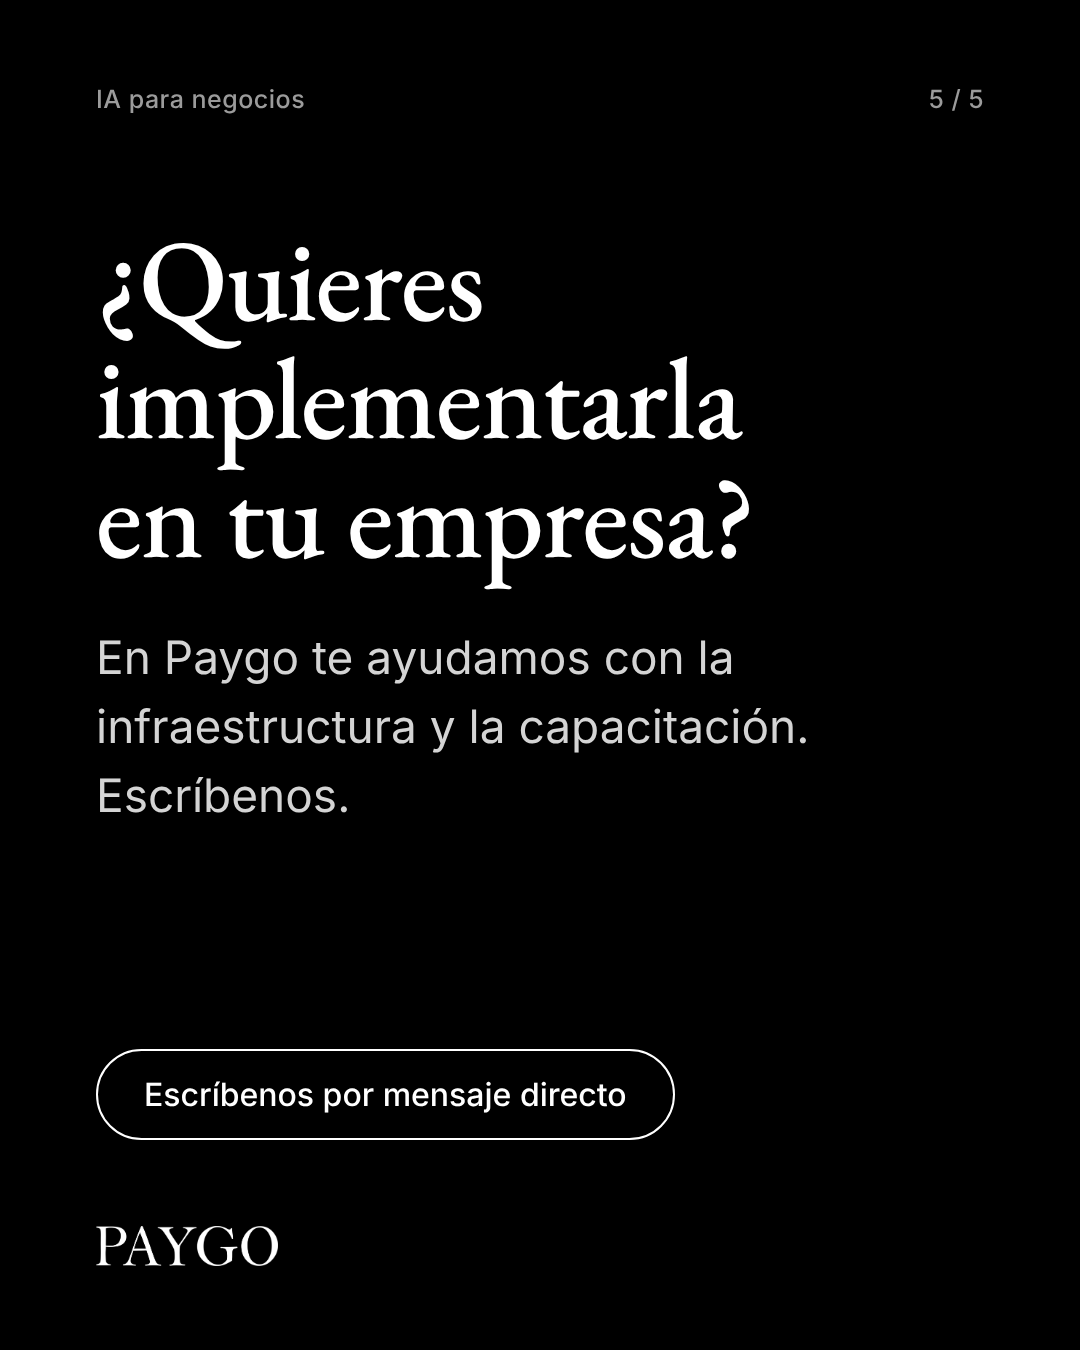 IA para negocios
5 / 5
¿Quieres
implementarla
en tu empresa?
En Paygo te ayudamos con la
infraestructura y la capacitación.
Escríbenos.
Escríbenos por mensaje directo
PAYGO